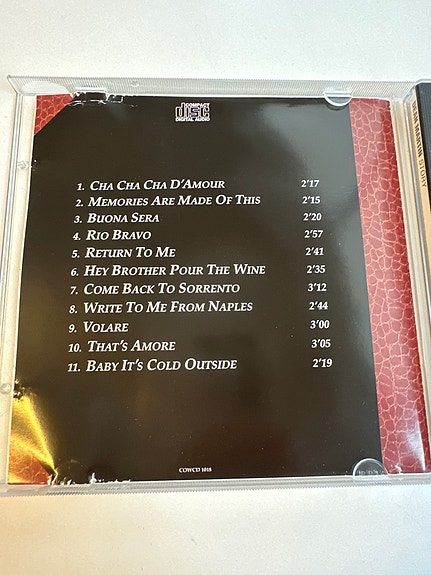 COMPACT
disc
DIGITAL AUDIO
1. CHA CHA CHA D'AMOUR 2'17
2. MEMORIES ARE MADE OF THIS 2'15
3. BUONA SERA 2'20
4. RIO BRAVO 2'57
5. RETURN TO ME 2'41
6. HEY BROTHER POUR THE WINE 2'35
7. COME BACK TO SORRENTO 3'12
8. WRITE TO ME FROM NAPLES 2'44
9. VOLARE 3'00
10. THAT'S AMORE 3'05
11. BABY IT'S COLD OUTSIDE 2'19
COWCD 1018
MARTIN STORY